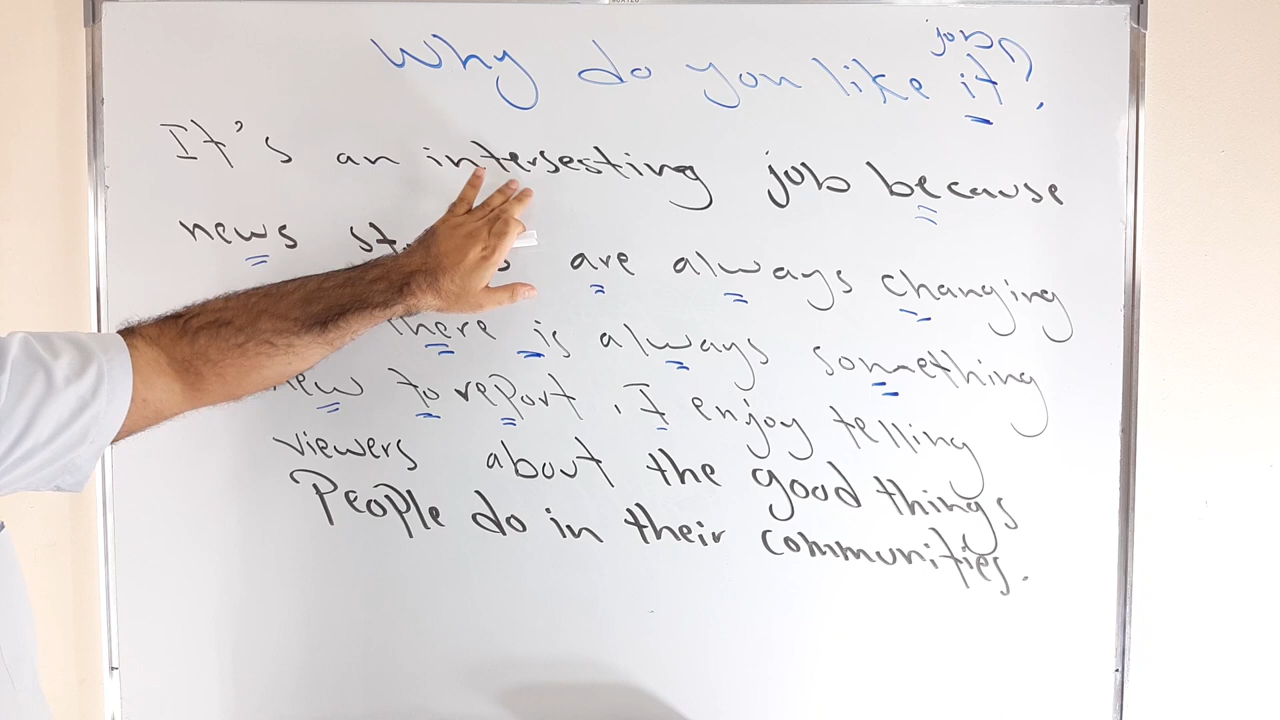 job
Why do you like it?
It's an intersesting job because
news are always changing
there is always something
new to report. I enjoy telling
viewers about the good things
People do in their communities.